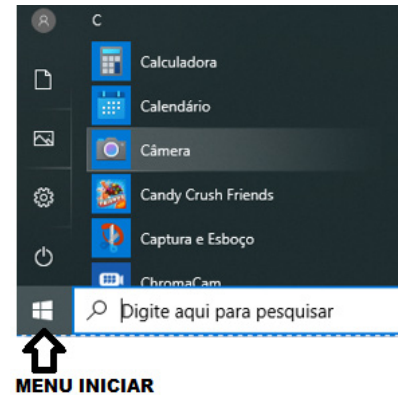 C
Calculadora
Calendário
Câmera
Candy Crush Friends
Captura e Esboço
ChromaCam
Digite aqui para pesquisar
MENU INICIAR